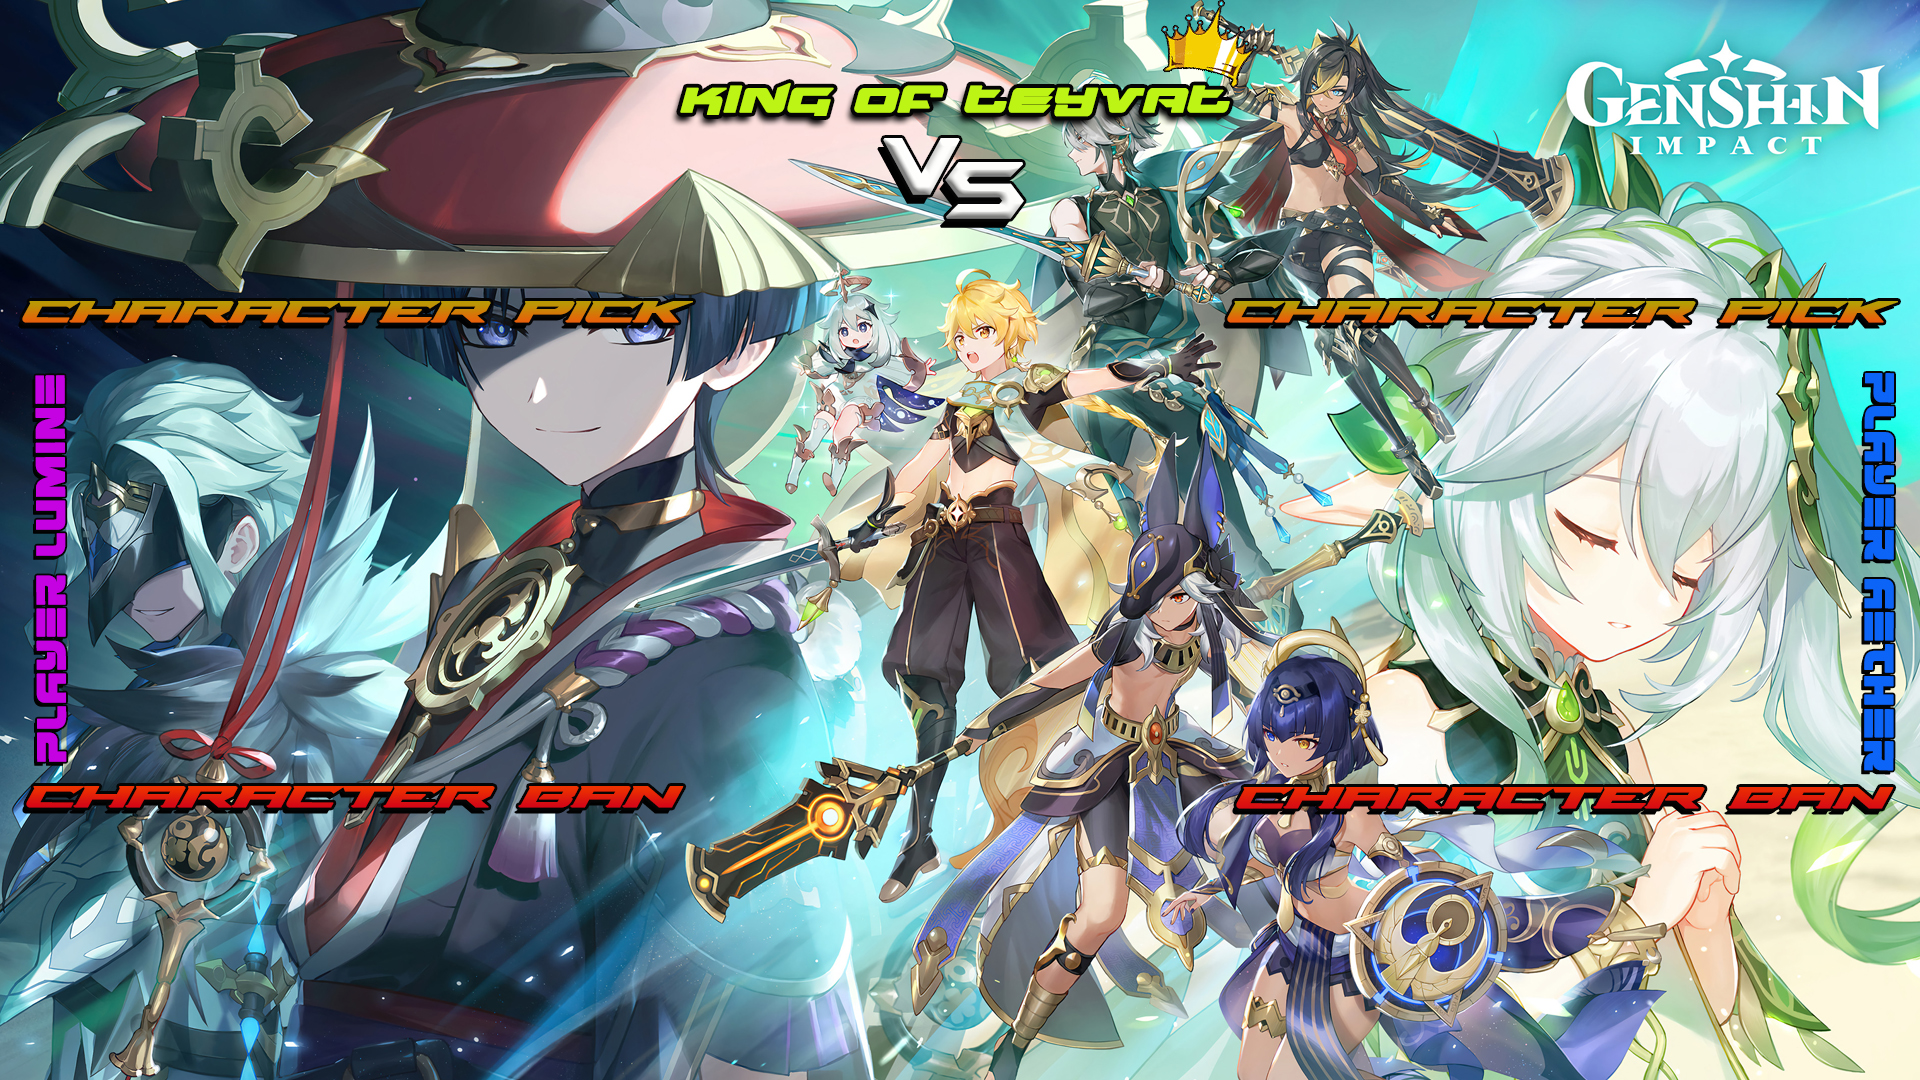 KING OF TEYVAT
VS
GENSHIN
IMPACT
CHARACTER PICK
CHARACTER PICK
PLAYER LUMINE
PLAYER AETHER
CHARACTER BAN
CHARACTER BAN